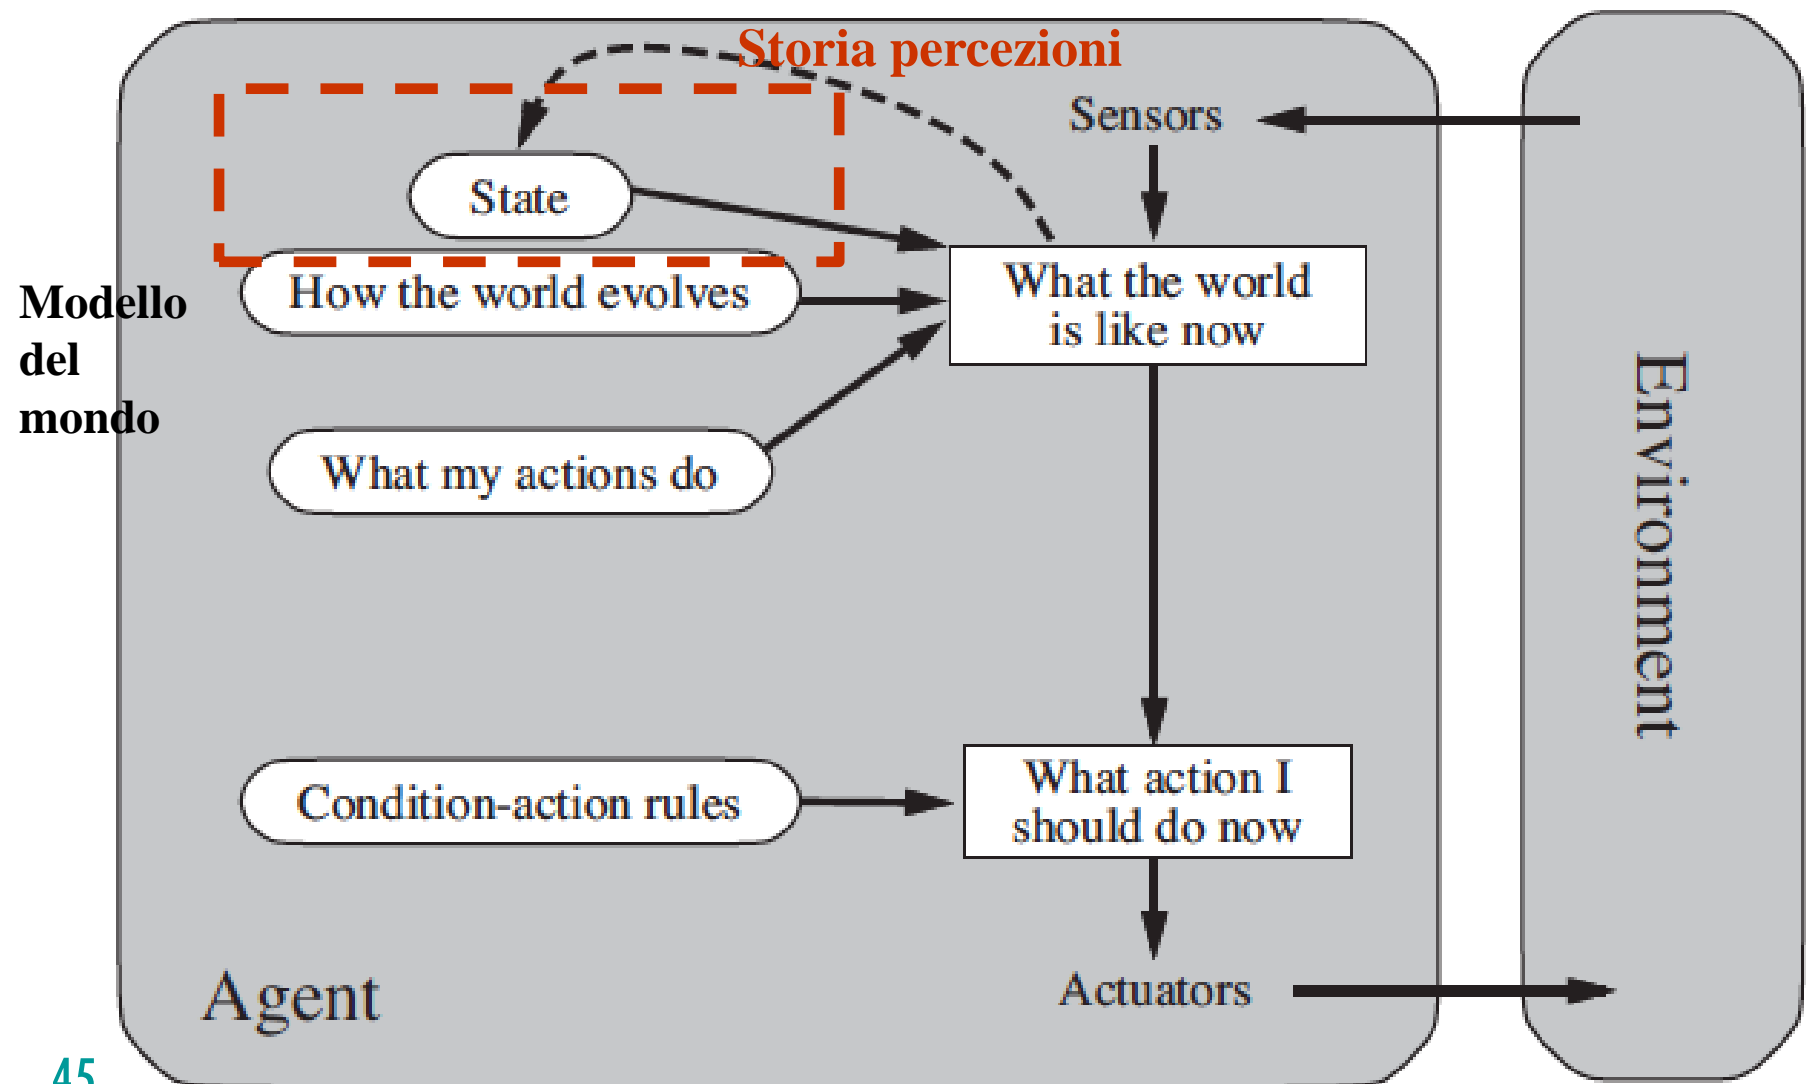 Storia percezioni
Sensors
State
How the world evolves
What the world
is like now
Modello
del
mondo
What my actions do
Environment
Condition-action rules
What action I
should do now
Agent
Actuators
45